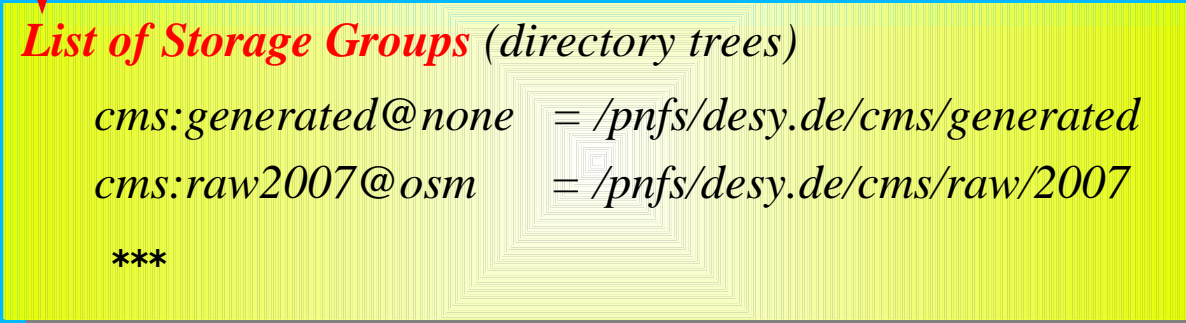 List of Storage Groups (directory trees)
cms:generated@none = /pnfs/desy.de/cms/generated
cms:raw2007@osm = /pnfs/desy.de/cms/raw/2007
***